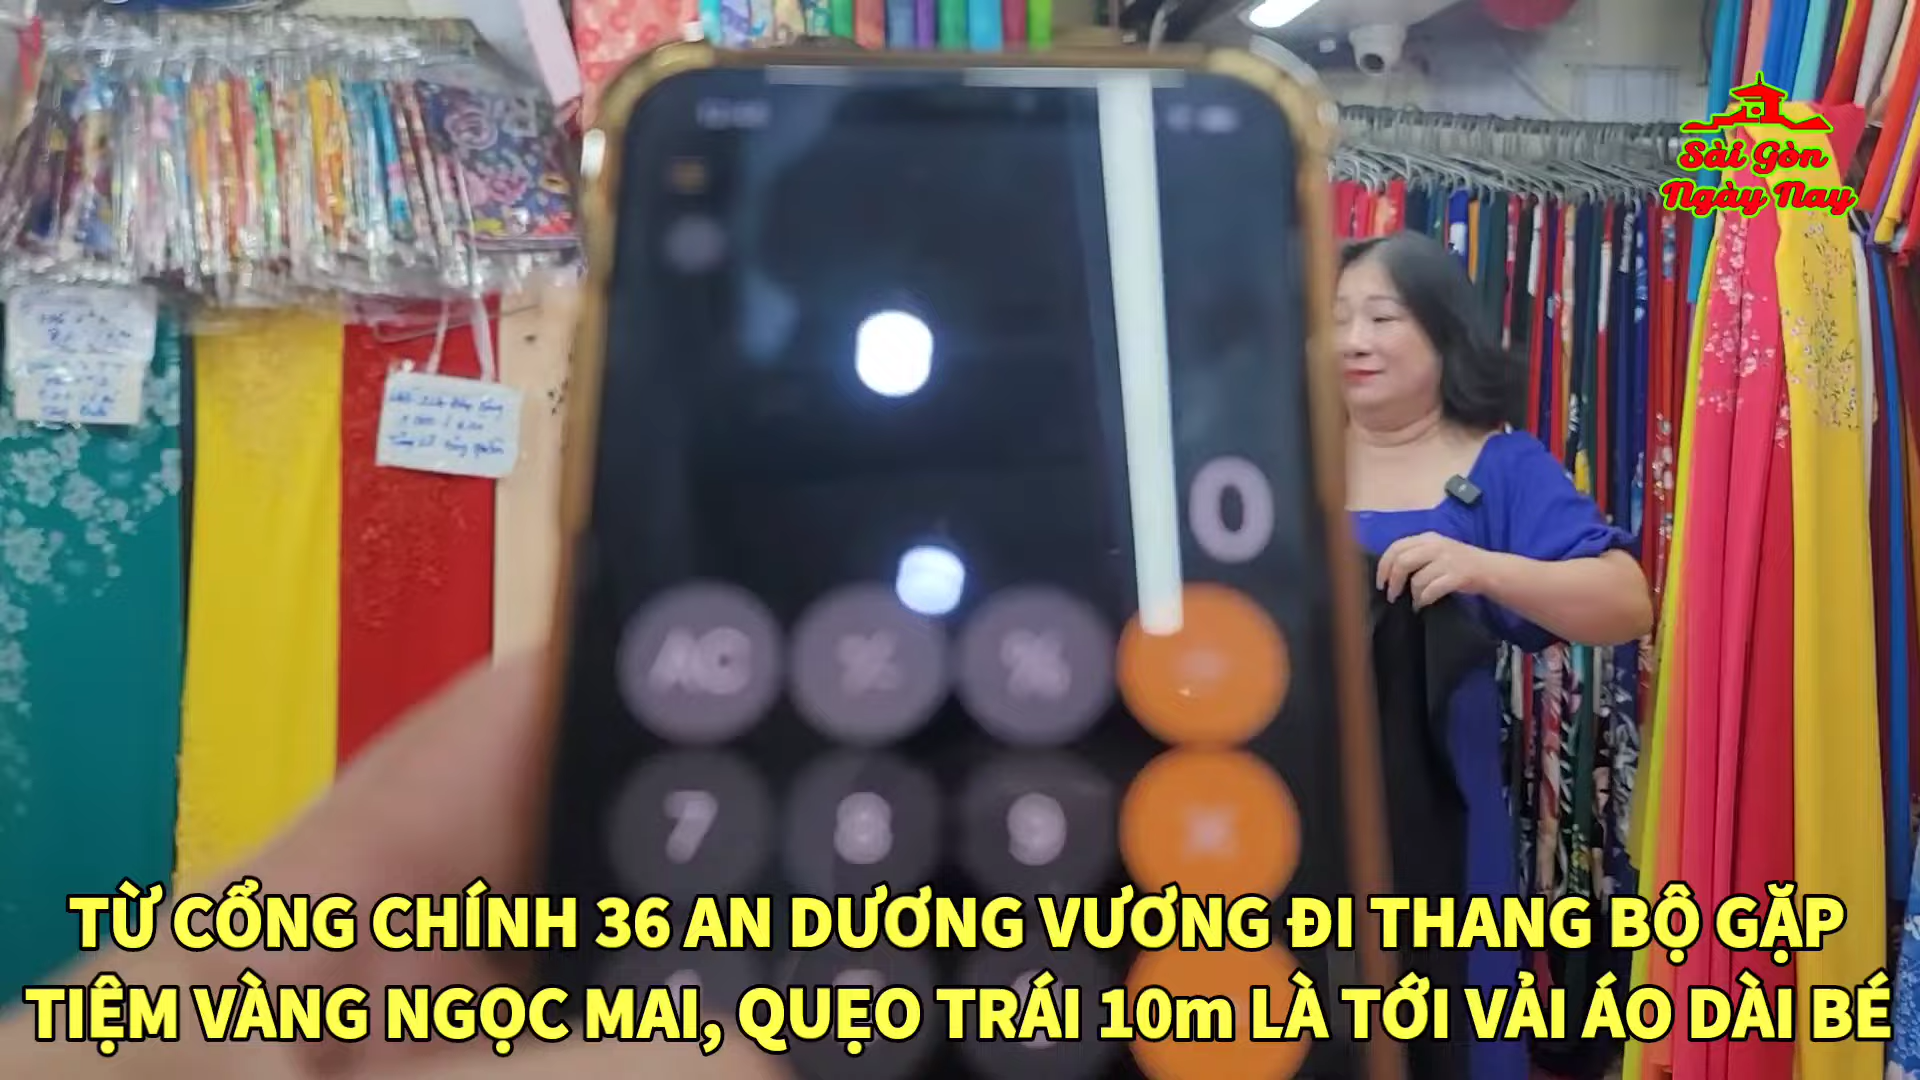 Sài Gòn
Ngày Nay
0
AC
%
7
8
9
TỪ CỔNG CHÍNH 36 AN DƯƠNG VƯƠNG ĐI THANG BỘ GẶP
TIỆM VÀNG NGỌC MAI, QUẸO TRÁI 10m LÀ TỚI VẢI ÁO DÀI BÉ